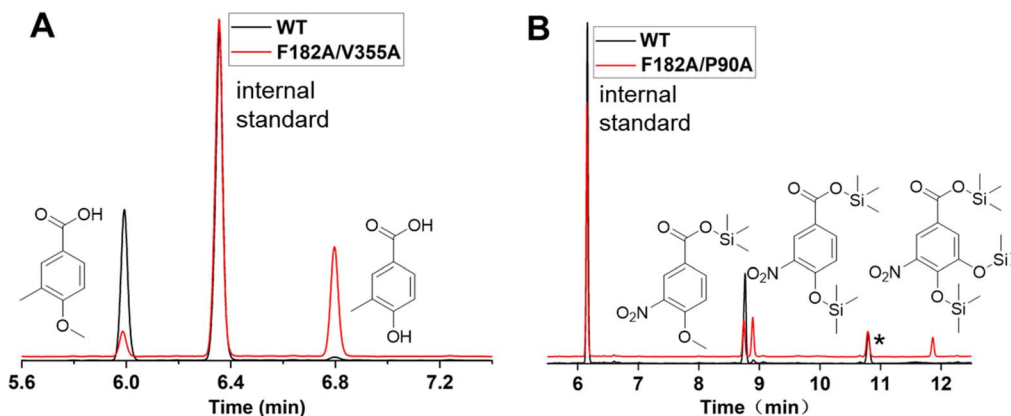 A
WT
F182A/V355A
internal
standard
O
OH
O
O
OH
OH
5.6 6.0 6.4 6.8 7.2
Time (min)
B
WT
F182A/P90A
internal
standard
O
O
Si
O2N
O
O
O
Si
NO2
O
Si
O
O
Si
NO2
O
Si
O
Si
*
6 7 8 9 10 11 12
Time（min）